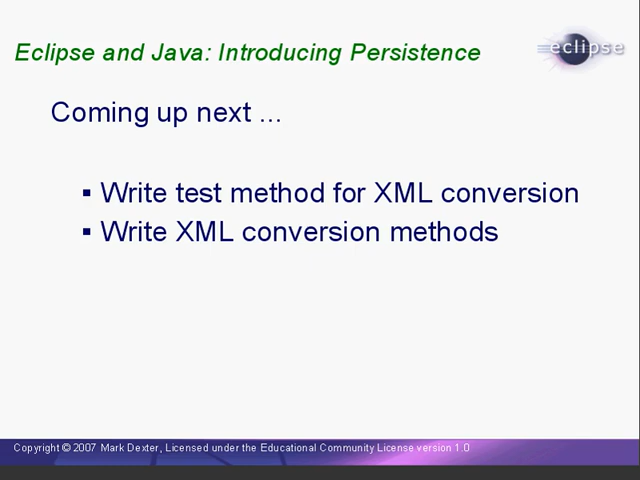 Eclipse and Java: Introducing Persistence
eclipse
Coming up next ...
▪ Write test method for XML conversion
▪ Write XML conversion methods
Copyright © 2007 Mark Dexter, Licensed under the Educational Community License version 1.0